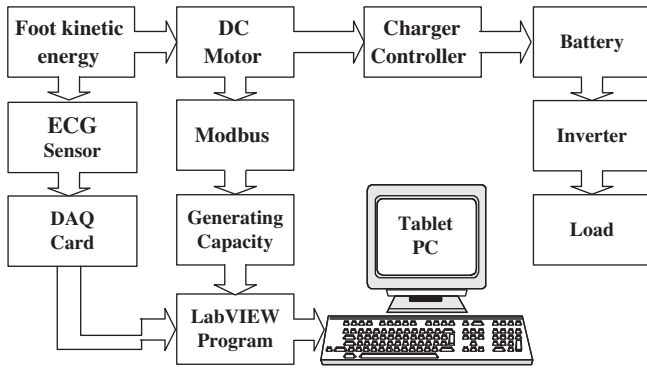 Foot kinetic
energy
DC
Motor
Charger
Controller
Battery
ECG
Sensor
Modbus
Inverter
DAQ
Card
Generating
Capacity
Tablet
PC
Load
LabVIEW
Program